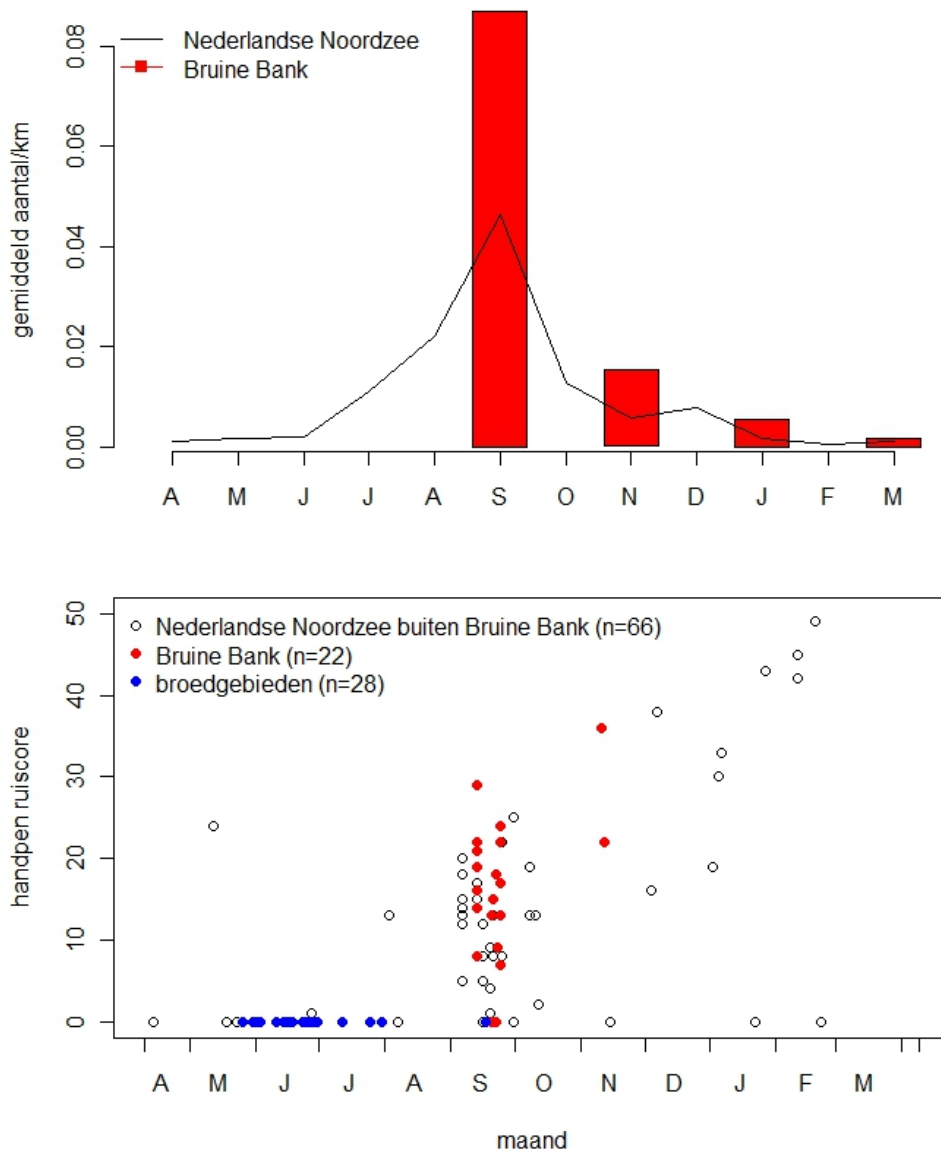 Nederlandse Noordzee
Bruine Bank
gemiddeld aantal/km
0.08
0.06
0.04
0.02
0.00
A M J J A S O N D J F M
Nederlandse Noordzee buiten Bruine Bank (n=66)
Bruine Bank (n=22)
broedgebieden (n=28)
handpen ruiscore
50
40
30
20
10
0
A M J J A S O N D J F M
maand